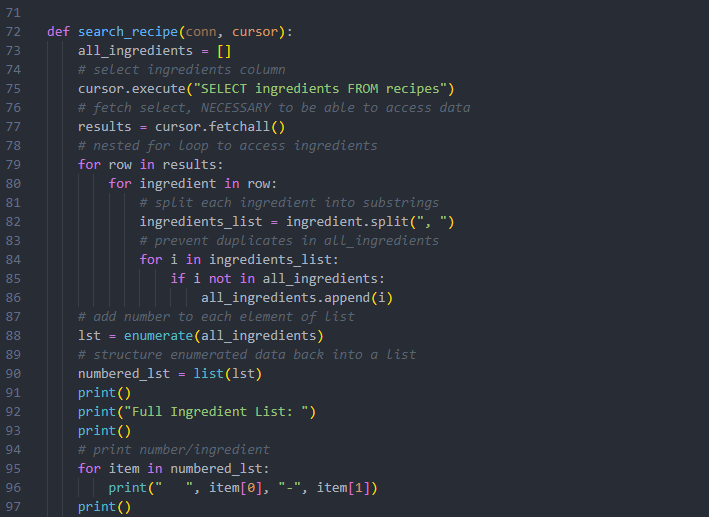 71
72 def search_recipe(conn, cursor):
73     all_ingredients = []
74     # select ingredients column
75     cursor.execute("SELECT ingredients FROM recipes")
76     # fetch select, NECESSARY to be able to access data
77     results = cursor.fetchall()
78     # nested for loop to access ingredients
79     for row in results:
80         for ingredient in row:
81             # split each ingredient into substrings
82             ingredients_list = ingredient.split(", ")
83             # prevent duplicates in all_ingredients
84             for i in ingredients_list:
85                 if i not in all_ingredients:
86                     all_ingredients.append(i)
87     # add number to each element of list
88     lst = enumerate(all_ingredients)
89     # structure enumerated data back into a list
90     numbered_lst = list(lst)
91     print()
92     print("Full Ingredient List: ")
93     print()
94     # print number/ingredient
95     for item in numbered_lst:
96         print("   ", item[0], "-", item[1])
97     print()